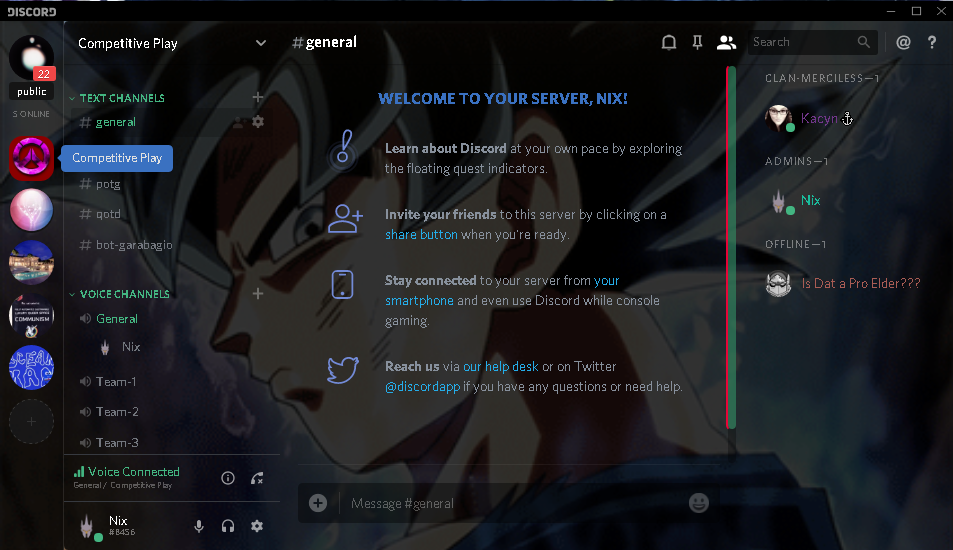 DISCORD
22
public
5 ONLINE
Competitive Play
TEXT CHANNELS
# general
Competitive Play
# potg
# qotd
# bot-garabagio
VOICE CHANNELS
General
Nix
Team-1
Team-2
Team-3
Voice Connected
General / Competitive Play
Nix
#8456
#general
Search
@
?
WELCOME TO YOUR SERVER, NIX!
Learn about Discord at your own pace by exploring
the floating quest indicators.
Invite your friends to this server by clicking on a
share button when you're ready.
Stay connected to your server from your
smartphone and even use Discord while console
gaming.
Reach us via our help desk or on Twitter
@discordapp if you have any questions or need help.
Message #general
CLAN-MERCILESS—1
Kacyn
ADMINS—1
Nix
OFFLINE—1
Is Dat a Pro Elder???
COMMUNISM